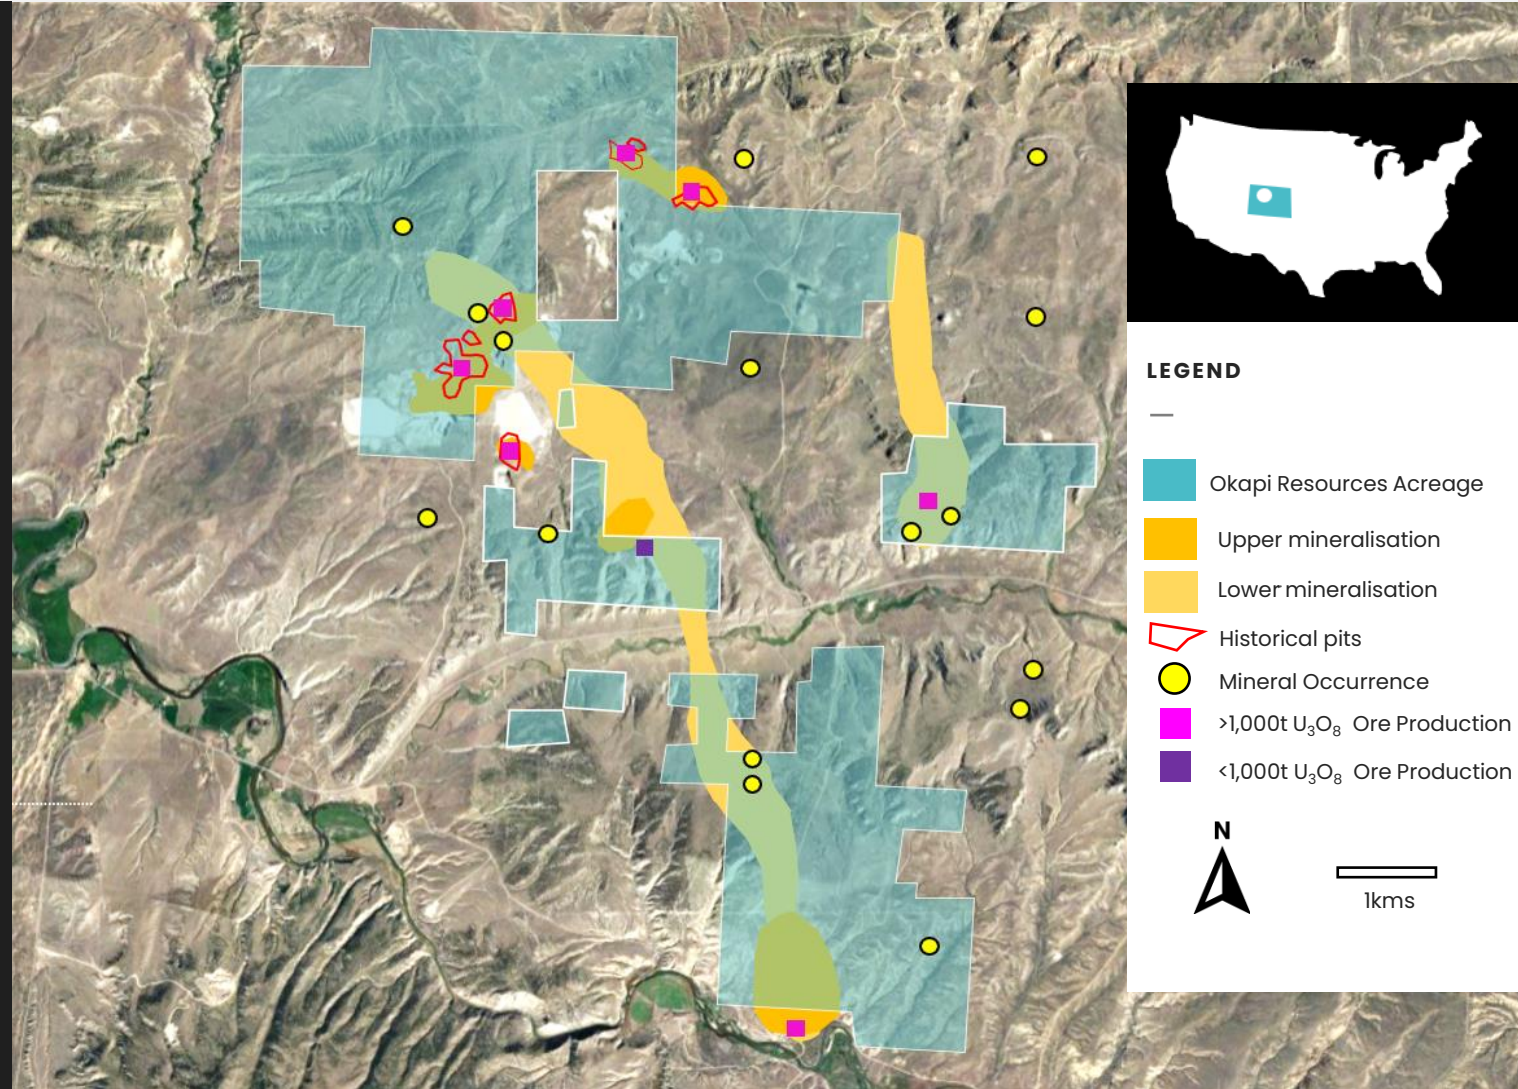 LEGEND
Okapi Resources Acreage
Upper mineralisation
Lower mineralisation
Historical pits
Mineral Occurrence
>1,000t U₃O₈ Ore Production
<1,000t U₃O₈ Ore Production
N
1kms